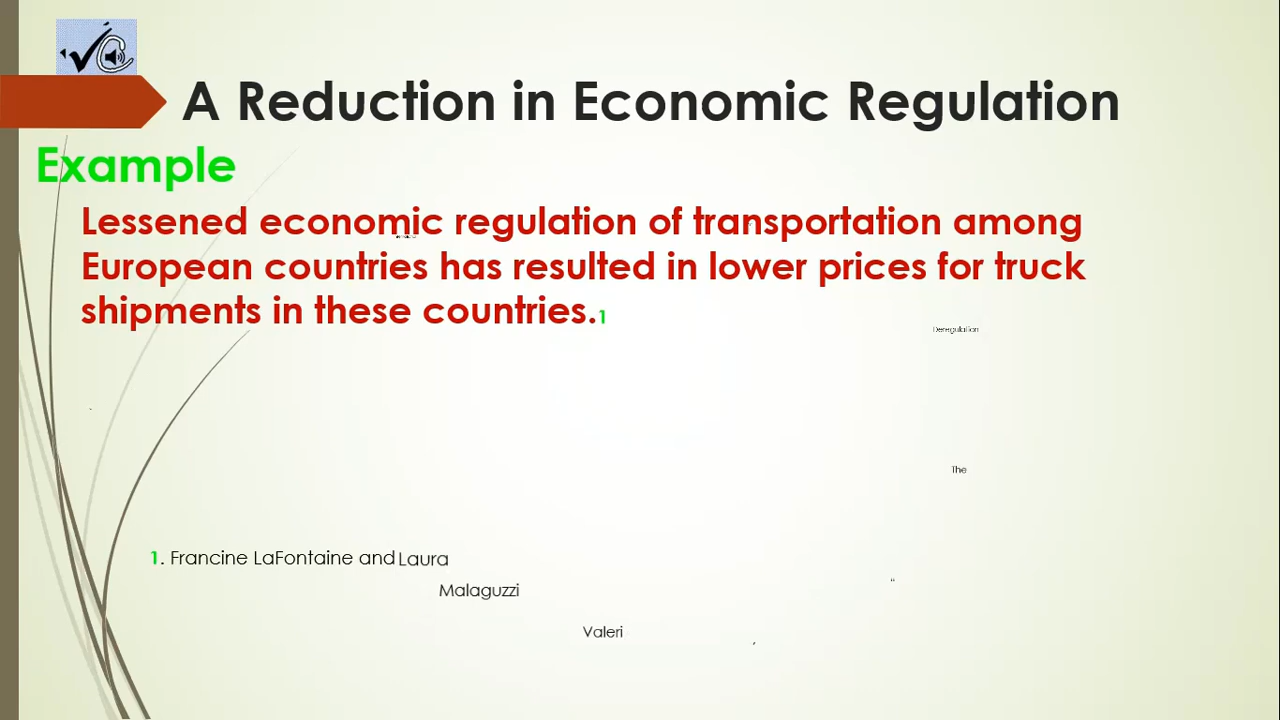 A Reduction in Economic Regulation
Example
Lessened economic regulation of transportation among
European countries has resulted in lower prices for truck
shipments in these countries.1
Deregulation
The
1. Francine LaFontaine and Laura
Malaguzzi
“
Valeri
,